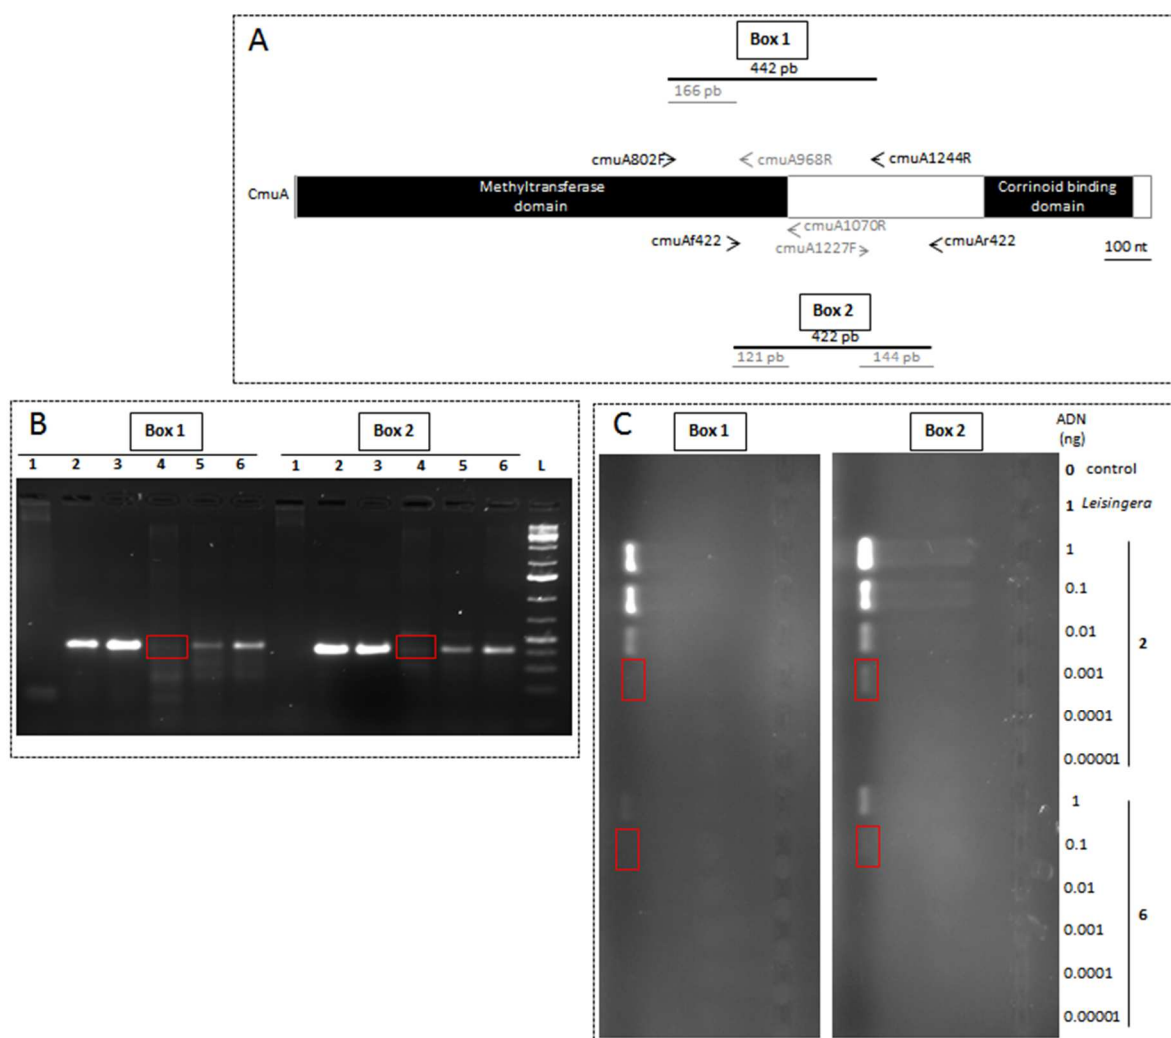 A
Box 1
442 pb
166 pb
cmuA802F
cmuA968R
cmuA1244R
CmuA
Methyltransferase
domain
Corrinoid binding
domain
cmuA1070R
cmuAf422
cmuA1227F
cmuAr422
100 nt
Box 2
422 pb
121 pb
144 pb
B
Box 1
Box 2
1 2 3 4 5 6 1 2 3 4 5 6 L
C
Box 1
Box 2
ADN
(ng)
0 control
1 Leisingera
1
0.1
0.01
2
0.001
0.0001
0.00001
1
0.1
0.01
6
0.001
0.0001
0.00001